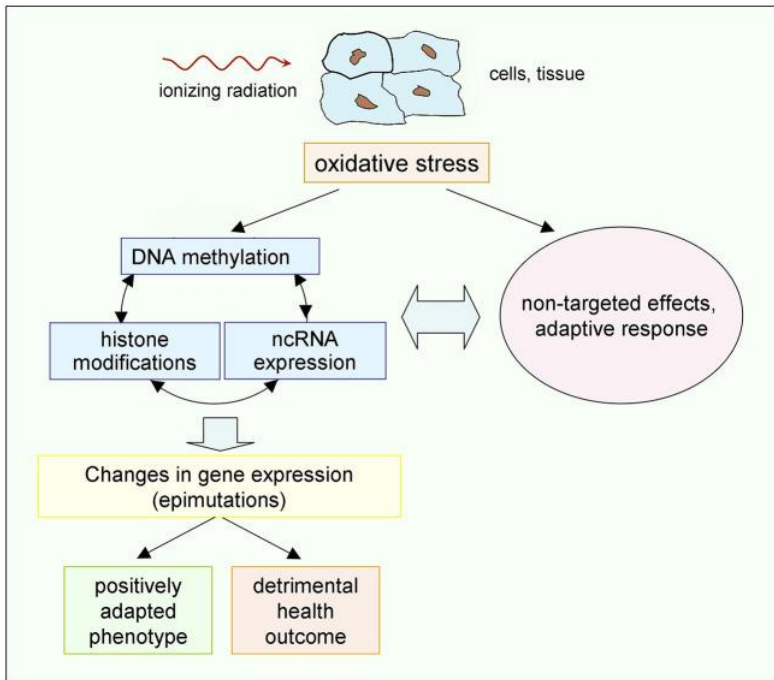 ionizing radiation
cells, tissue
oxidative stress
DNA methylation
histone
modifications
ncRNA
expression
non-targeted effects,
adaptive response
Changes in gene expression
(epimutations)
positively
adapted
phenotype
detrimental
health
outcome